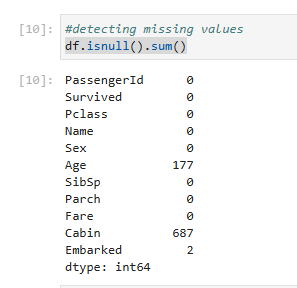 [10]: #detecting missing values
df.isnull().sum()
[10]: PassengerId 0
Survived 0
Pclass 0
Name 0
Sex 0
Age 177
SibSp 0
Parch 0
Fare 0
Cabin 687
Embarked 2
dtype: int64